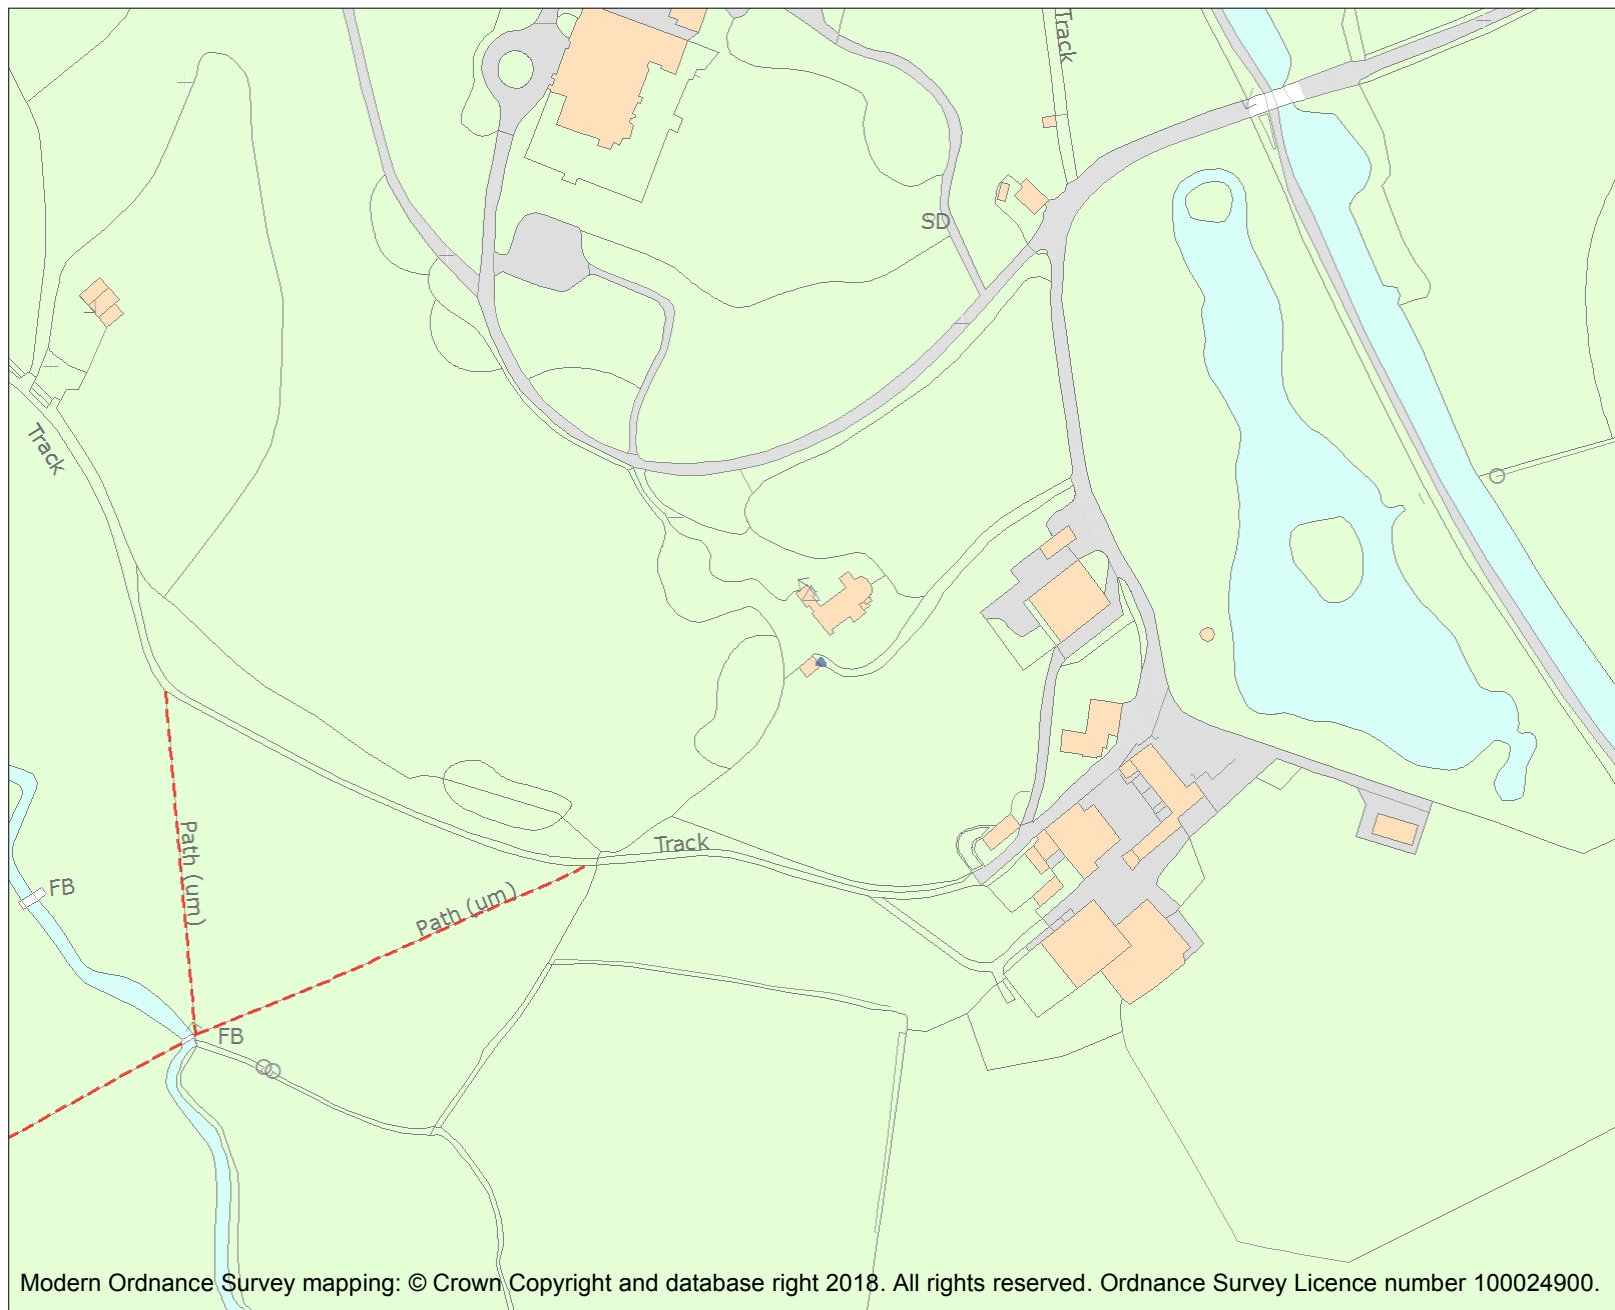 Track
SD
Track
Track
Path (um)
FB
Path (um)
FB
Modern Ordnance Survey mapping: © Crown Copyright and database right 2018. All rights reserved. Ordnance Survey Licence number 100024900.